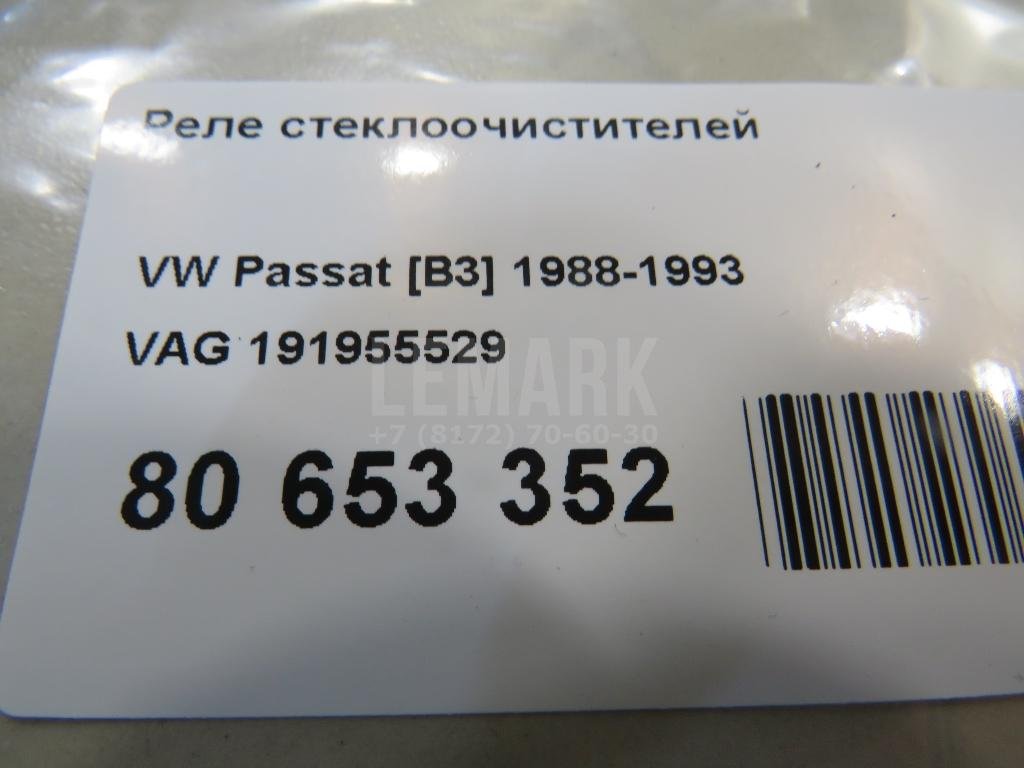 Реле стеклоочистителей
VW Passat [B3] 1988-1993
VAG 191955529
LEMARK
+7 (8172) 70-60-30
80 653 352